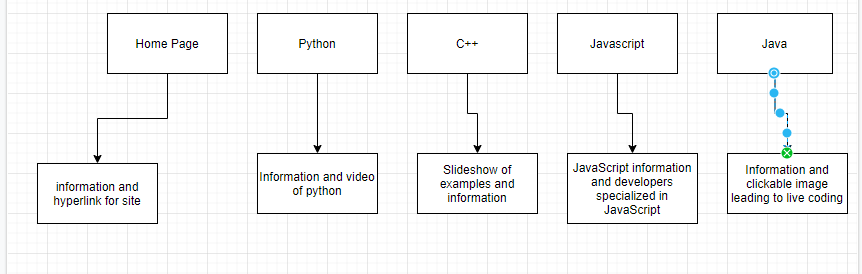 Home Page
Python
C++
Javascript
Java
information and
hyperlink for site
Information and video
of python
Slideshow of
examples and
information
JavaScript information
and developers
specialized in
JavaScript
Information and
clickable image
leading to live coding